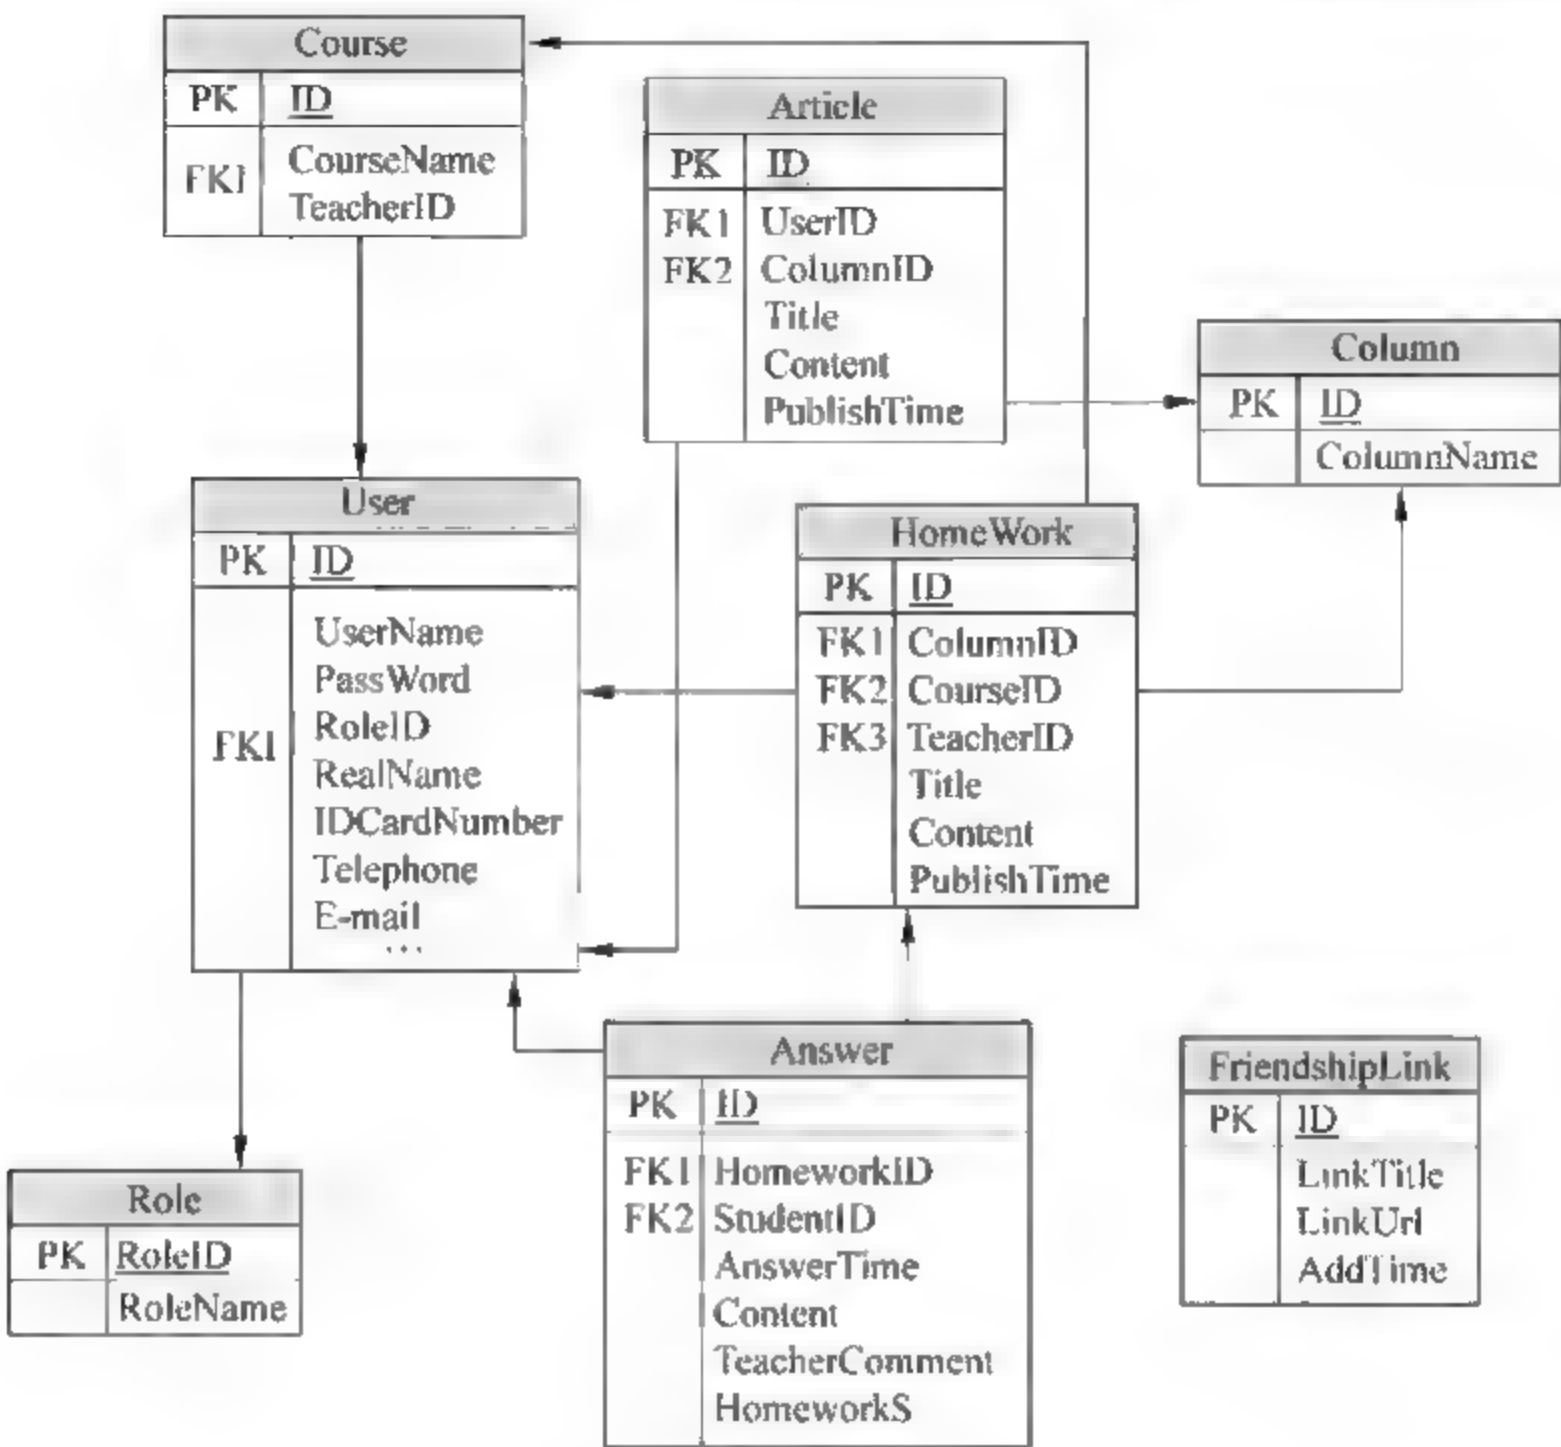 Course
PK ID
CourseName
FK1 TeacherID
Article
PK ID
FK1 UserID
FK2 ColumnID
Title
Content
PublishTime
Column
PK ID
ColumnName
User
PK ID
UserName
PassWord
RoleID
FK1 RealName
IDCardNumber
Telephone
E-mail
...
HomeWork
PK ID
FK1 ColumnID
FK2 CourseID
FK3 TeacherID
Title
Content
PublishTime
Answer
PK ID
FK1 HomeworkID
FK2 StudentID
AnswerTime
Content
TeacherComment
HomeworkS
FriendshipLink
PK ID
LinkTitle
LinkUrl
AddTime
Role
PK RoleID
RoleName